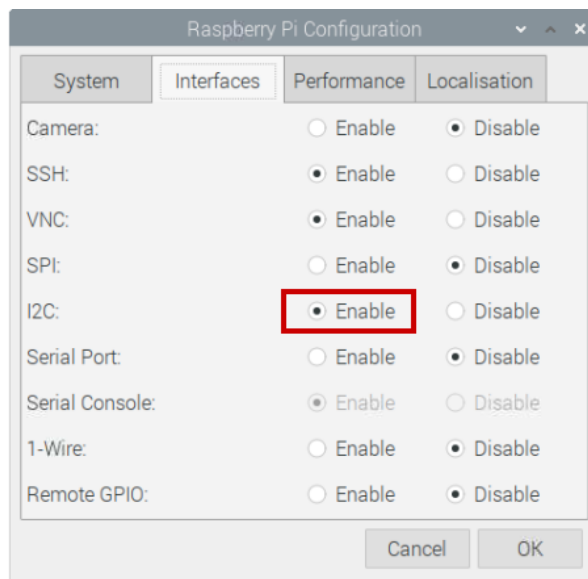 Raspberry Pi Configuration
System Interfaces Performance Localisation
Camera: Enable Disable
SSH: Enable Disable
VNC: Enable Disable
SPI: Enable Disable
I2C: Enable Disable
Serial Port: Enable Disable
Serial Console: Enable Disable
1-Wire: Enable Disable
Remote GPIO: Enable Disable
Cancel OK